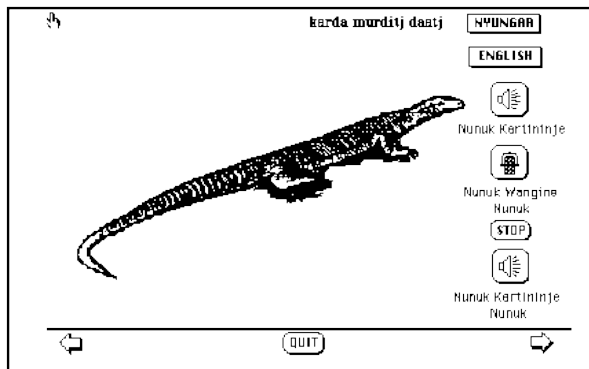 karda murditj daatj
NYUNGAR
ENGLISH
Nunuk Kartininje
Nunuk Wangine
Nunuk
STOP
Nunuk Kartininje
Nunuk
QUIT